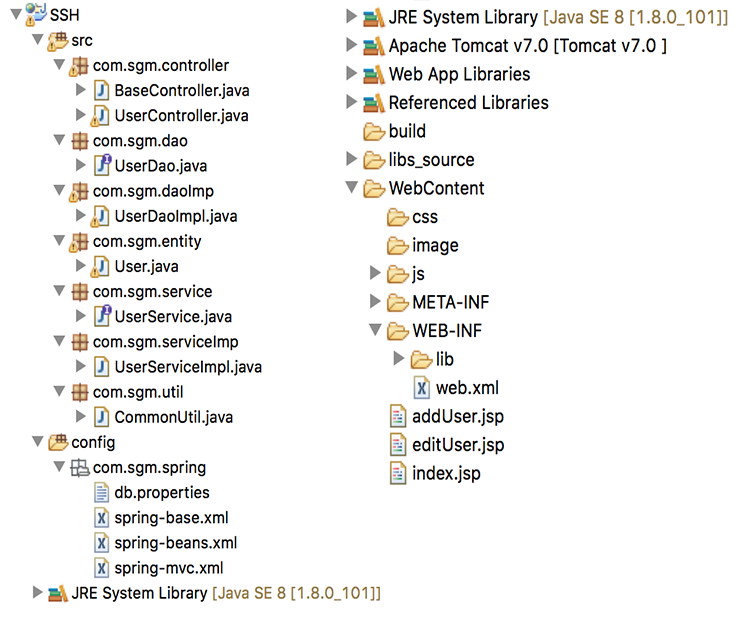 SSH
src
com.sgm.controller
BaseController.java
UserController.java
com.sgm.dao
UserDao.java
com.sgm.daoImp
UserDaoImpl.java
com.sgm.entity
User.java
com.sgm.service
UserService.java
com.sgm.serviceImp
UserServiceImpl.java
com.sgm.util
CommonUtil.java
config
com.sgm.spring
db.properties
spring-base.xml
spring-beans.xml
spring-mvc.xml
JRE System Library [Java SE 8 [1.8.0_101]]
JRE System Library [Java SE 8 [1.8.0_101]]
Apache Tomcat v7.0 [Tomcat v7.0 ]
Web App Libraries
Referenced Libraries
build
libs_source
WebContent
css
image
js
META-INF
WEB-INF
lib
web.xml
addUser.jsp
editUser.jsp
index.jsp